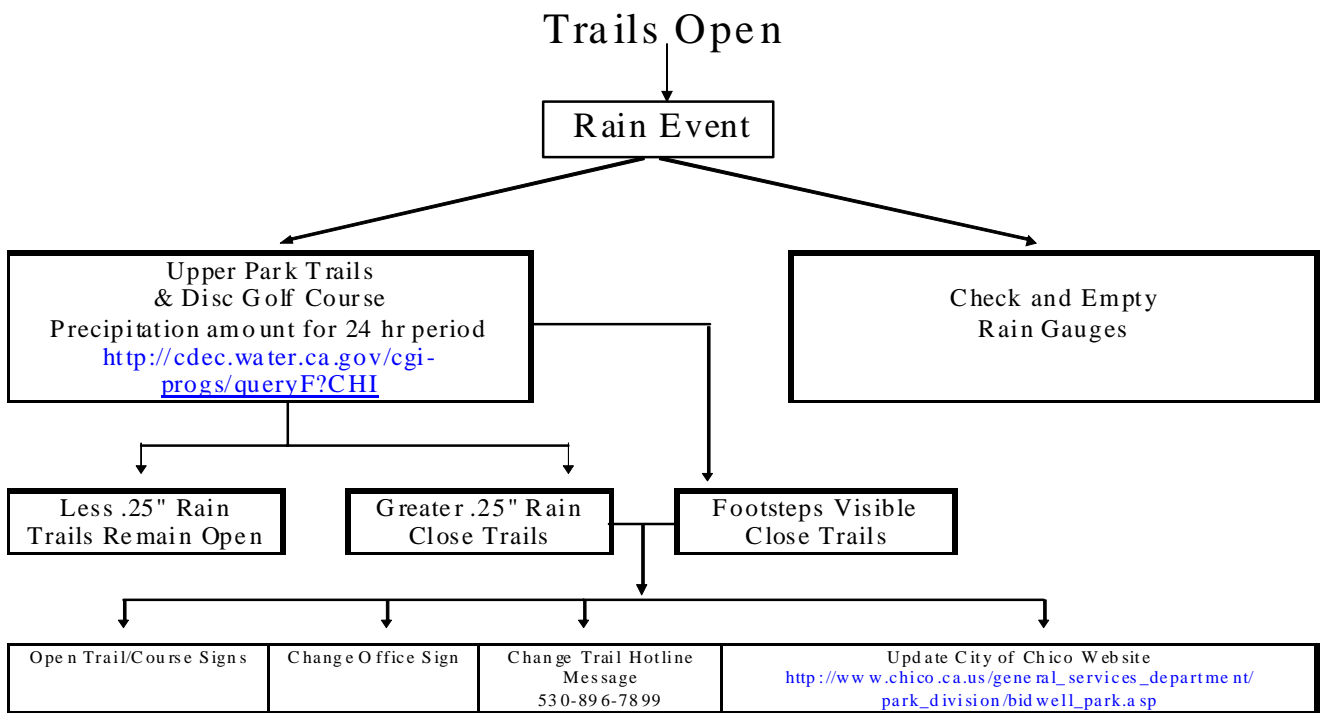 Trails Open
Rain Event
Upper Park Trails
& Disc Golf Course
Precipitation amount for 24 hr period
http://cdec.water.ca.gov/cgi-
progs/queryF?CHI
Check and Empty
Rain Gauges
Less .25" Rain
Trails Remain Open
Greater .25" Rain
Close Trails
Footsteps Visible
Close Trails
Open Trail/Course Signs
Change Office Sign
Change Trail Hotline
Message
530-896-7899
Update City of Chico Website
http://www.chico.ca.us/general_services_department/
park_division/bidwell_park.asp